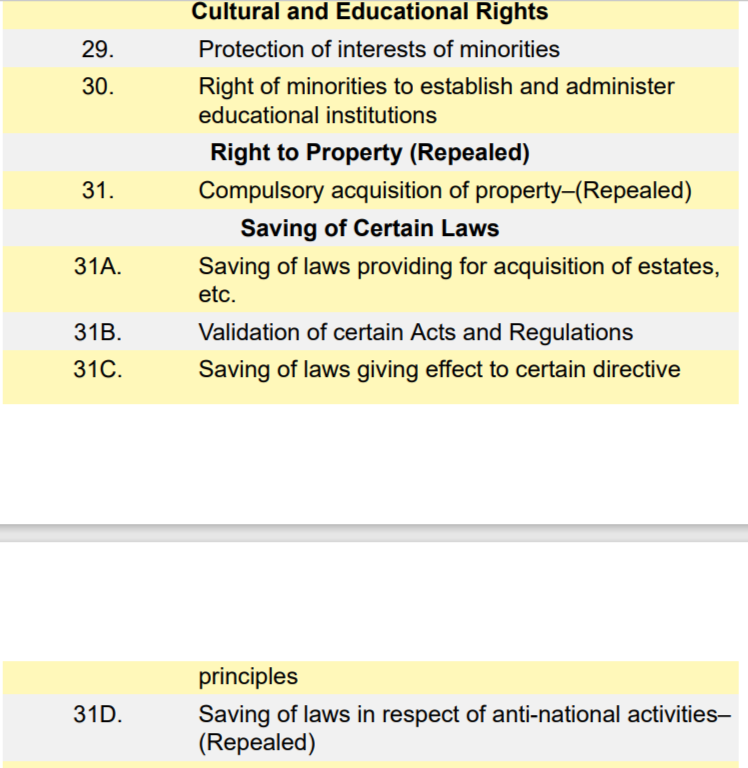 Cultural and Educational Rights
29. Protection of interests of minorities
30. Right of minorities to establish and administer
educational institutions
Right to Property (Repealed)
31. Compulsory acquisition of property–(Repealed)
Saving of Certain Laws
31A. Saving of laws providing for acquisition of estates,
etc.
31B. Validation of certain Acts and Regulations
31C. Saving of laws giving effect to certain directive
principles
31D. Saving of laws in respect of anti-national activities–
(Repealed)